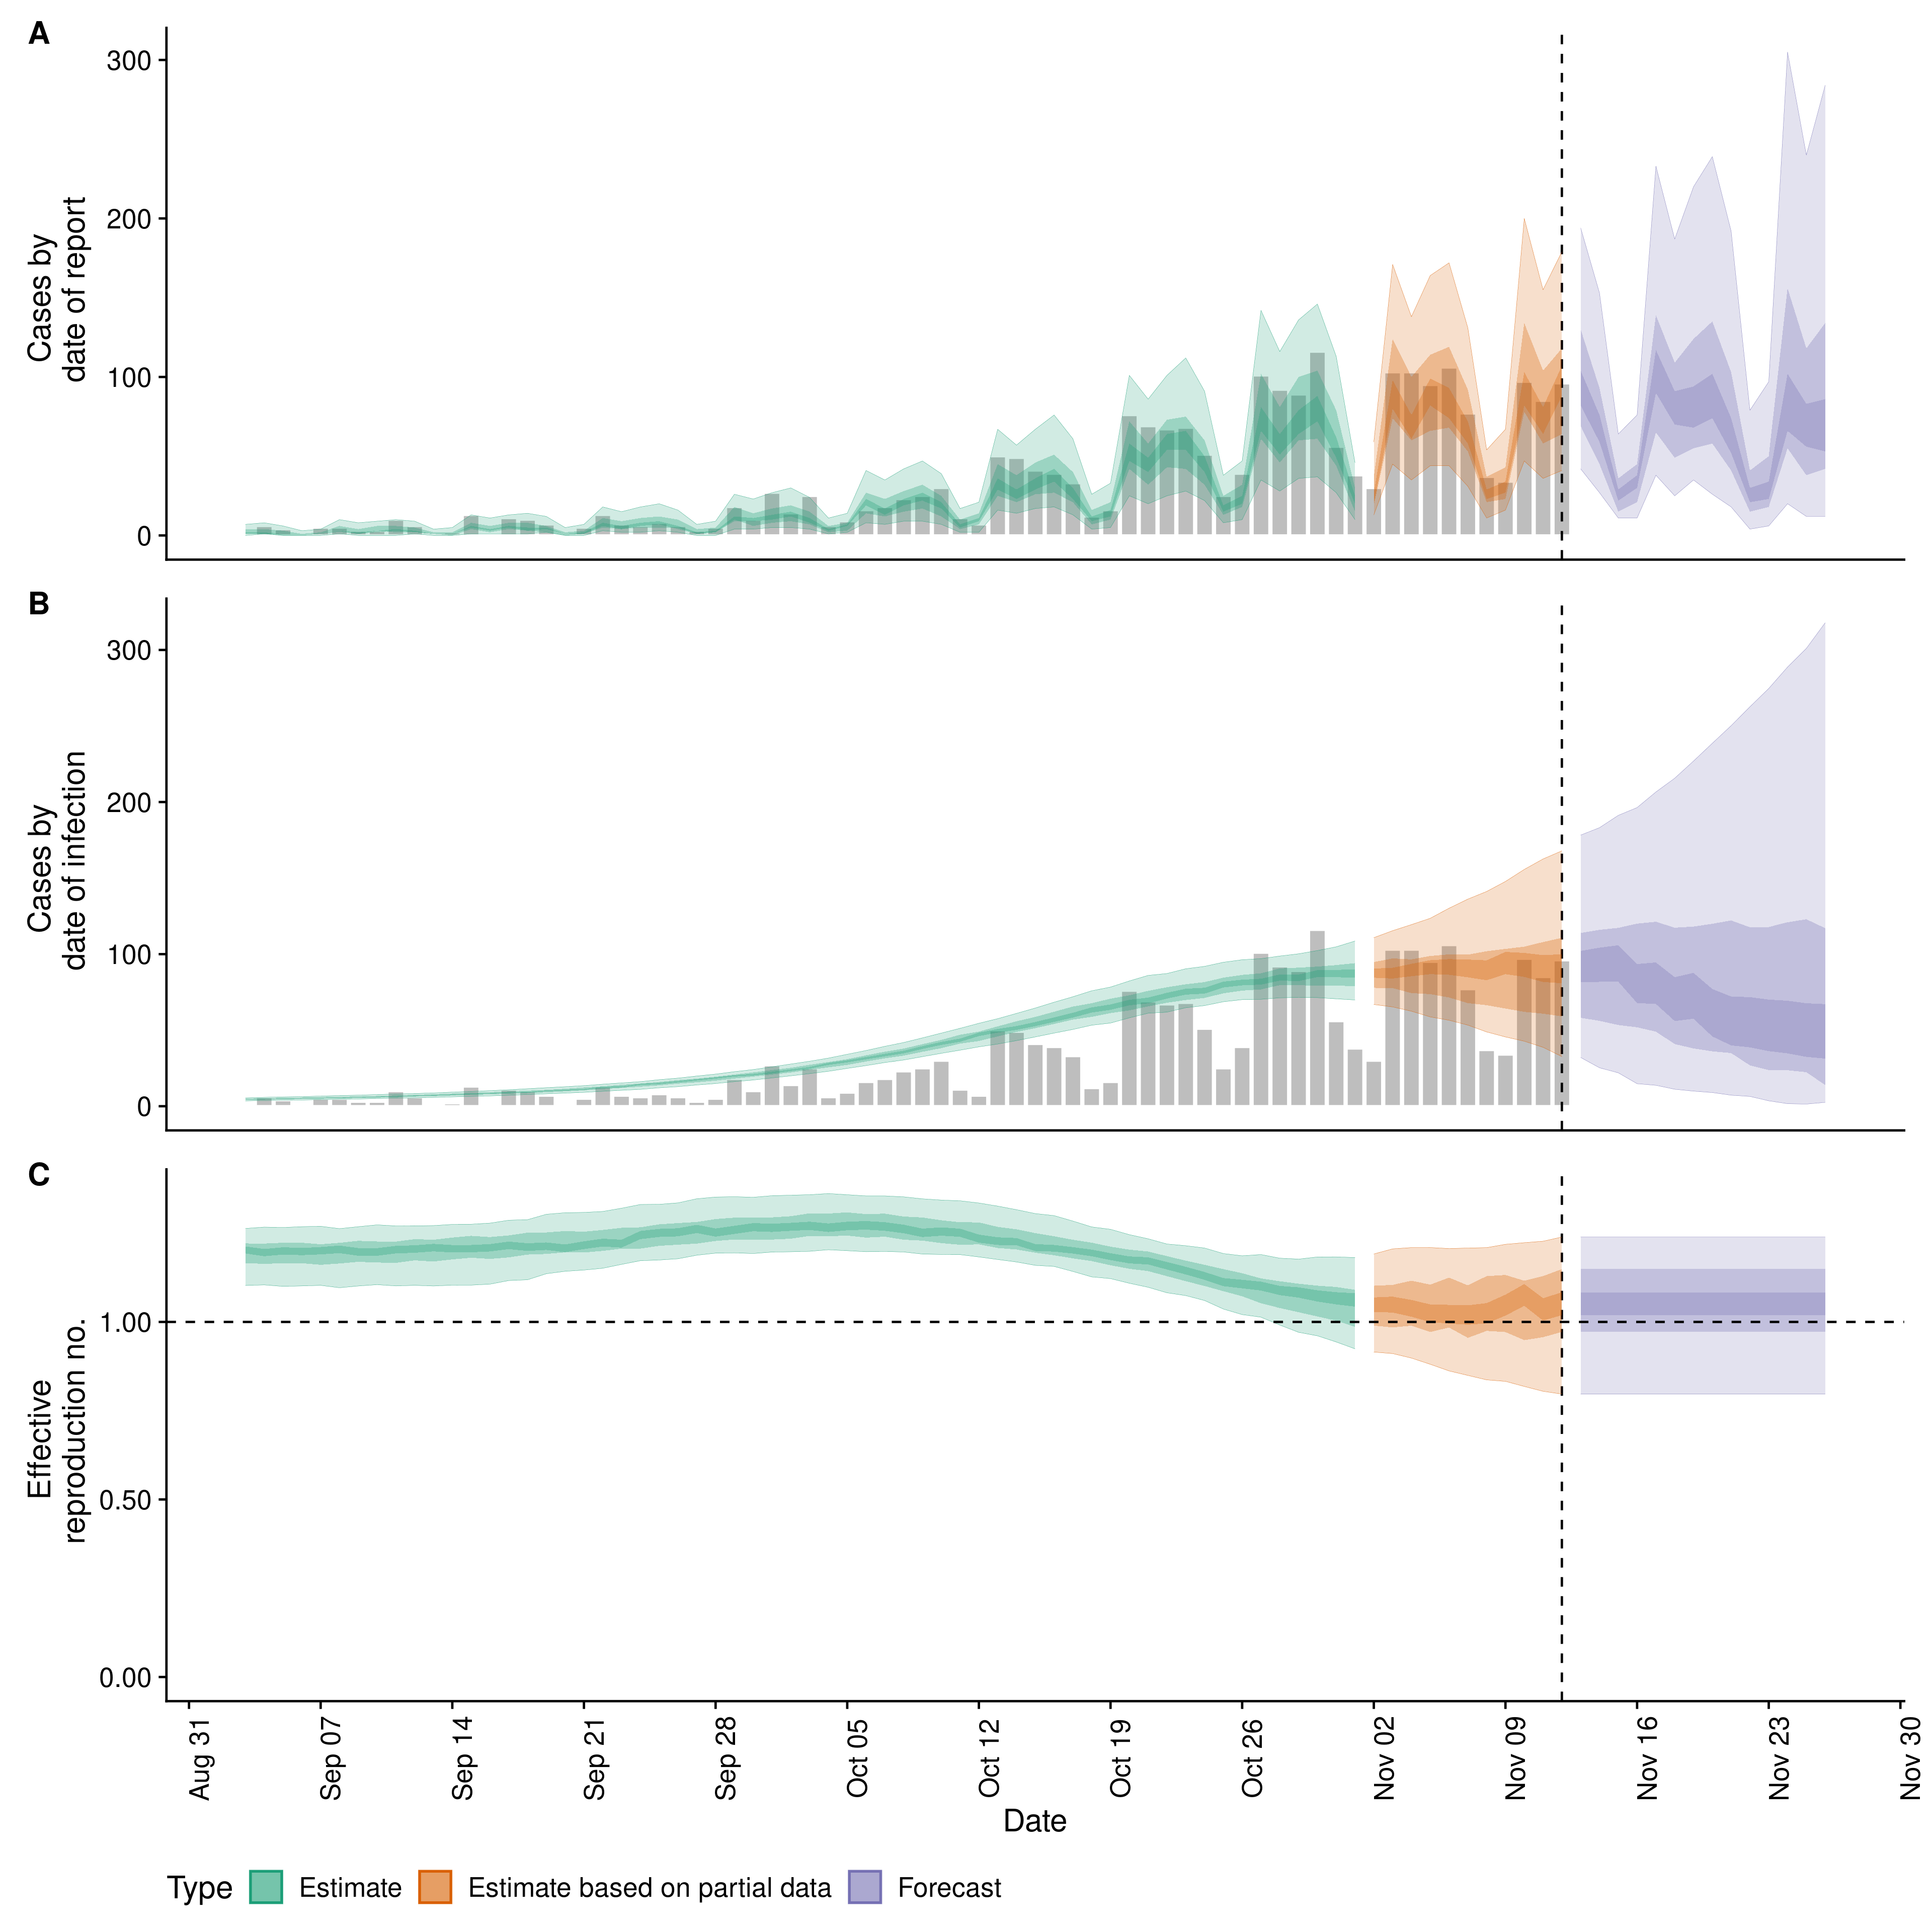 A
Cases by
date of report
300
200
100
0
B
Cases by
date of infection
300
200
100
0
C
Effective
reproduction no.
1.00
0.50
0.00
Aug 31
Sep 07
Sep 14
Sep 21
Sep 28
Oct 05
Oct 12
Oct 19
Oct 26
Nov 02
Nov 09
Nov 16
Nov 23
Nov 30
Date
Type Estimate Estimate based on partial data Forecast